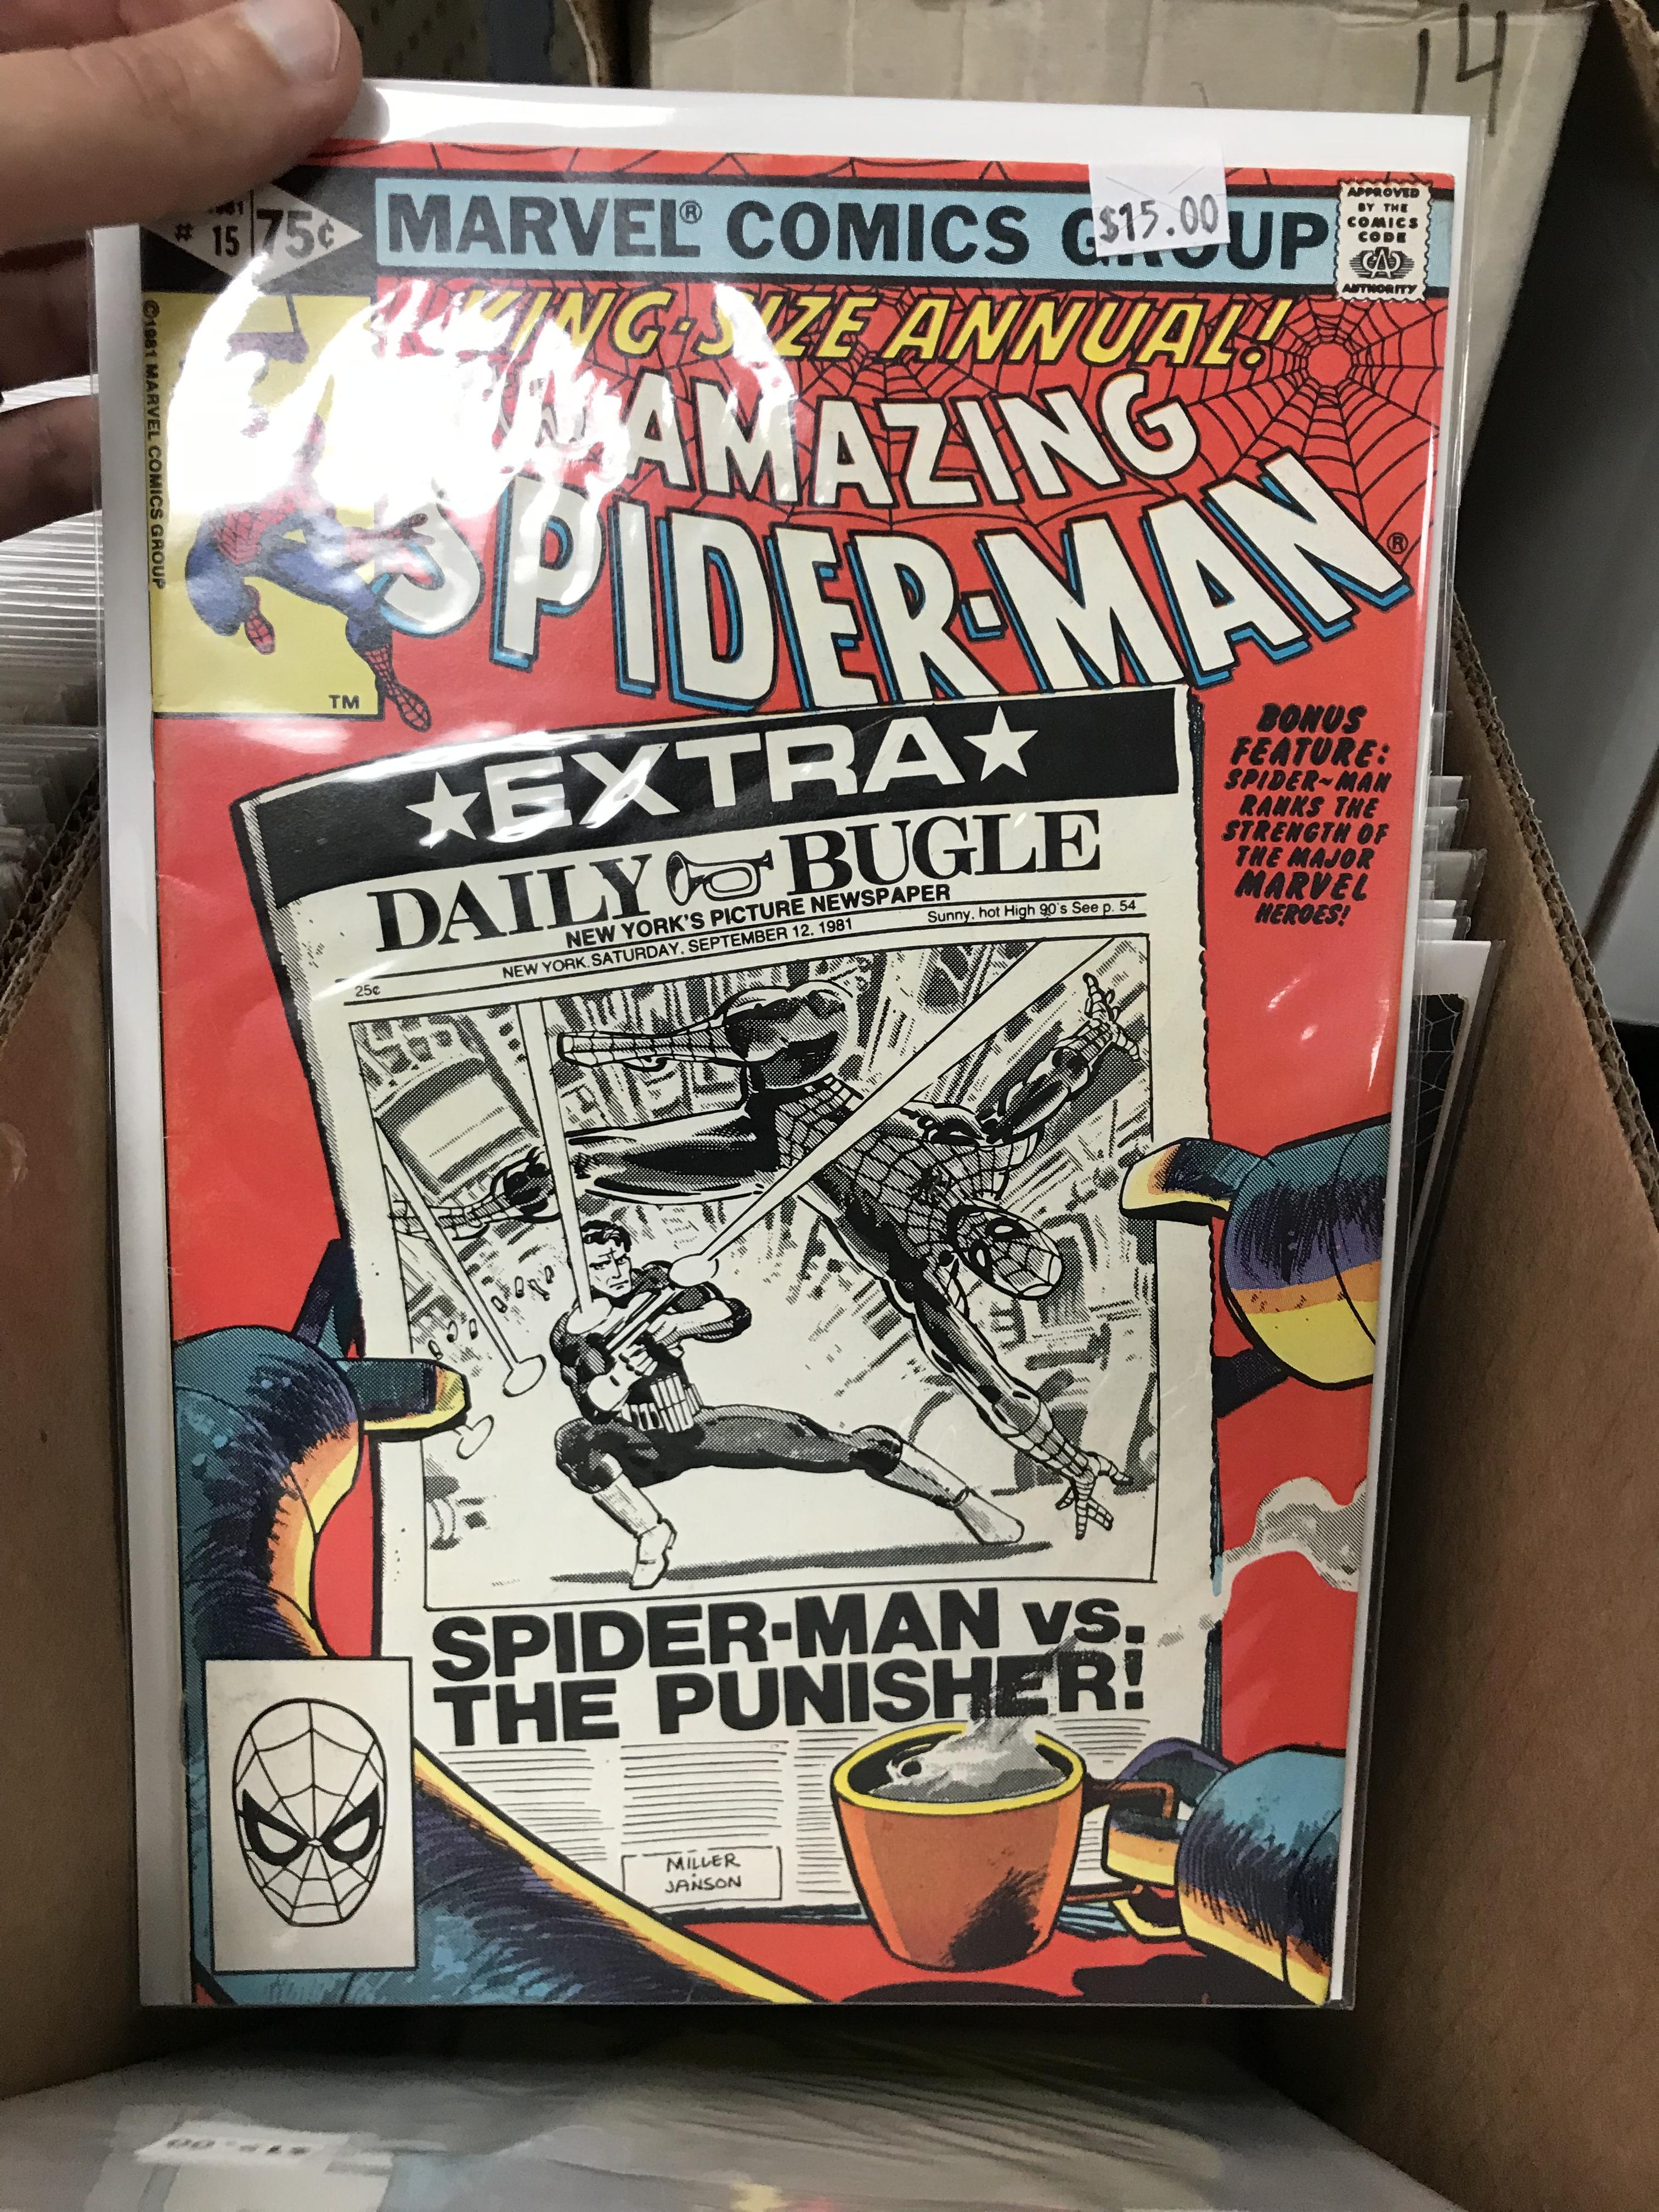 14
1981
# 15
75¢
MARVEL® COMICS GROUP
$15.00
APPROVED
BY THE
COMICS
CODE
CA
AUTHORITY
©1981 MARVEL COMICS GROUP
KING-SIZE ANNUAL!
AMAZING
SPIDER-MAN®
TM
BONUS
FEATURE:
SPIDER-MAN
RANKS THE
STRENGTH OF
THE MAJOR
MARVEL
HEROES!
★EXTRA★
DAILY BUGLE
NEW YORK'S PICTURE NEWSPAPER
NEW YORK, SATURDAY, SEPTEMBER 12, 1981
Sunny, hot High 90's See p. 54
25¢
SPIDER-MAN VS.
THE PUNISHER!
MILLER
JANSON